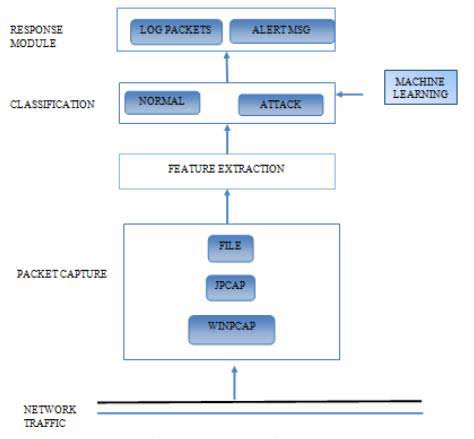 RESPONSE
MODULE
LOG PACKETS
ALERT MSG
CLASSIFICATION
NORMAL
ATTACK
MACHINE
LEARNING
FEATURE EXTRACTION
PACKET CAPTURE
FILE
JPCAP
WINPCAP
NETWORK
TRAFFIC